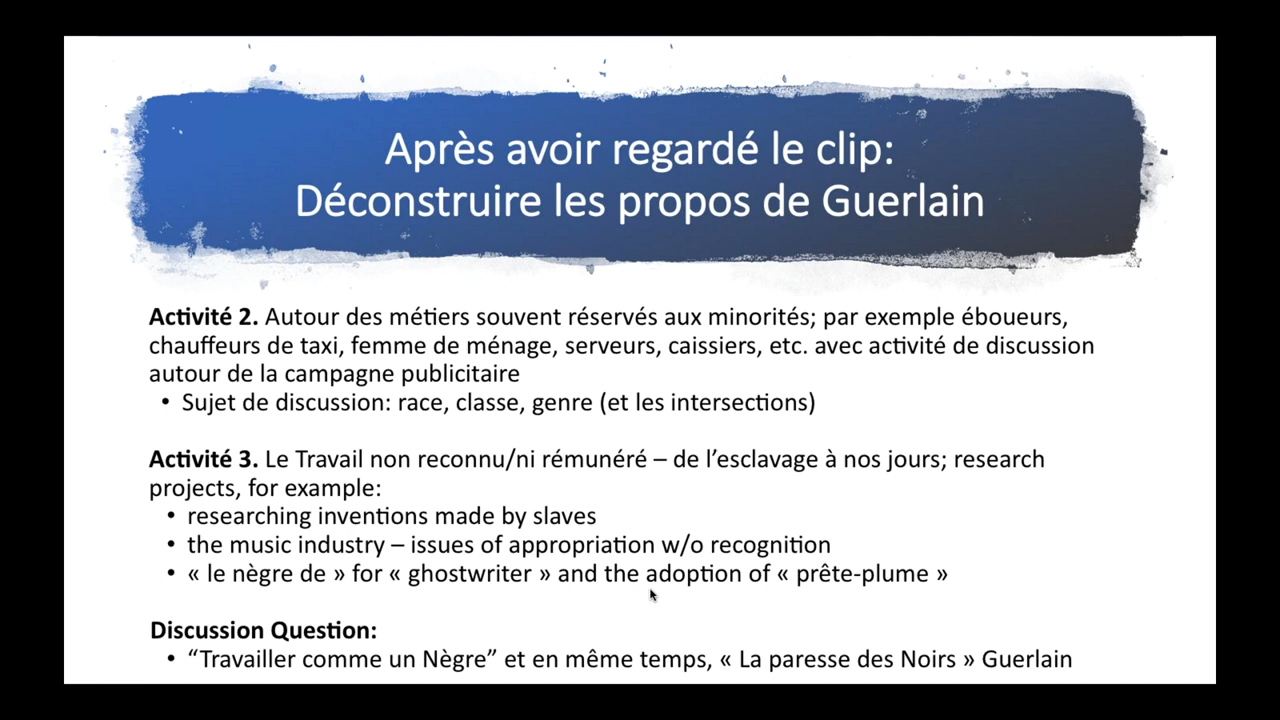 Après avoir regardé le clip:
Déconstruire les propos de Guerlain
Activité 2. Autour des métiers souvent réservés aux minorités; par exemple éboueurs,
chauffeurs de taxi, femme de ménage, serveurs, caissiers, etc. avec activité de discussion
autour de la campagne publicitaire
• Sujet de discussion: race, classe, genre (et les intersections)
Activité 3. Le Travail non reconnu/ni rémunéré – de l’esclavage à nos jours; research
projects, for example:
• researching inventions made by slaves
• the music industry – issues of appropriation w/o recognition
• « le nègre de » for « ghostwriter » and the adoption of « prête-plume »
Discussion Question:
• “Travailler comme un Nègre” et en même temps, « La paresse des Noirs » Guerlain